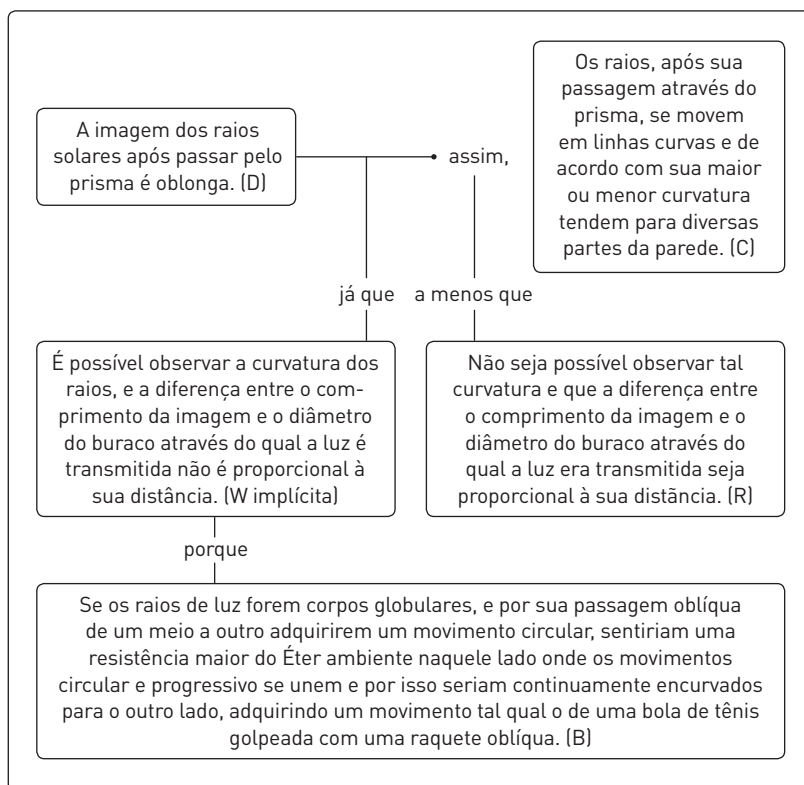 A imagem dos raios
solares após passar pelo
prisma é oblonga. (D)
assim,
Os raios, após sua
passagem através do
prisma, se movem
em linhas curvas e de
acordo com sua maior
ou menor curvatura
tendem para diversas
partes da parede. (C)
já que
a menos que
É possível observar a curvatura dos
raios, e a diferença entre o com-
primento da imagem e o diâmetro
do buraco através do qual a luz é
transmitida não é proporcional à
sua distância. (W implícita)
Não seja possível observar tal
curvatura e que a diferença entre
o comprimento da imagem e o
diâmetro do buraco através do
qual a luz era transmitida seja
proporcional à sua distãncia. (R)
porque
Se os raios de luz forem corpos globulares, e por sua passagem oblíqua
de um meio a outro adquirirem um movimento circular, sentiriam uma
resistência maior do Éter ambiente naquele lado onde os movimentos
circular e progressivo se unem e por isso seriam continuamente encurvados
para o outro lado, adquirindo um movimento tal qual o de uma bola de tênis
golpeada com uma raquete oblíqua. (B)